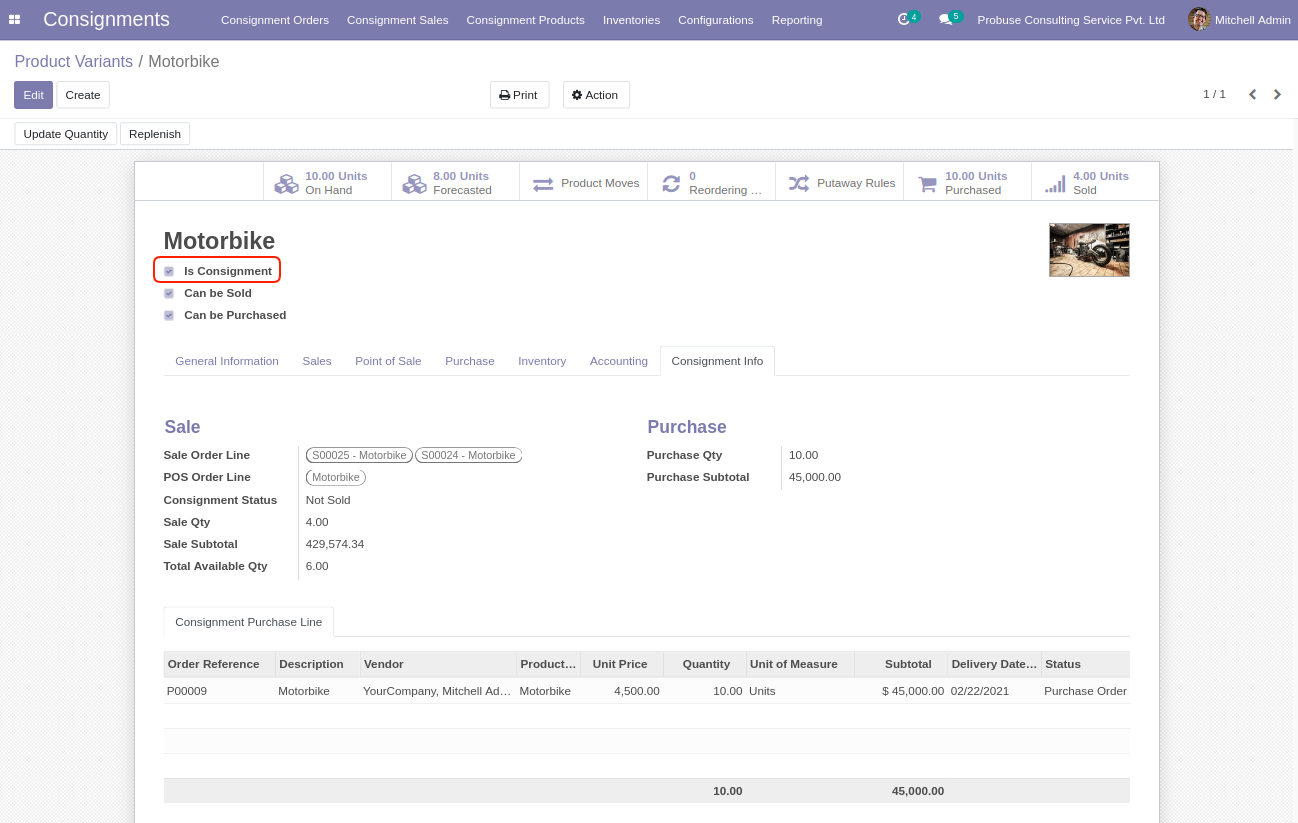 Consignments Consignment Orders Consignment Sales Consignment Products Inventories Configurations Reporting 4 5 Probuse Consulting Service Pvt. Ltd Mitchell Admin
Product Variants / Motorbike
Edit Create Print Action 1 / 1
Update Quantity Replenish
10.00 Units
On Hand
8.00 Units
Forecasted
Product Moves
0
Reordering ...
Putaway Rules
10.00 Units
Purchased
4.00 Units
Sold
Motorbike
Is Consignment
Can be Sold
Can be Purchased
General Information Sales Point of Sale Purchase Inventory Accounting Consignment Info
Sale
Sale Order Line S00025 - Motorbike S00024 - Motorbike
POS Order Line Motorbike
Consignment Status Not Sold
Sale Qty 4.00
Sale Subtotal 429,574.34
Total Available Qty 6.00
Purchase
Purchase Qty 10.00
Purchase Subtotal 45,000.00
Consignment Purchase Line
Order Reference Description Vendor Product... Unit Price Quantity Unit of Measure Subtotal Delivery Date... Status
P00009 Motorbike YourCompany, Mitchell Ad... Motorbike 4,500.00 10.00 Units $ 45,000.00 02/22/2021 Purchase Order
10.00 45,000.00